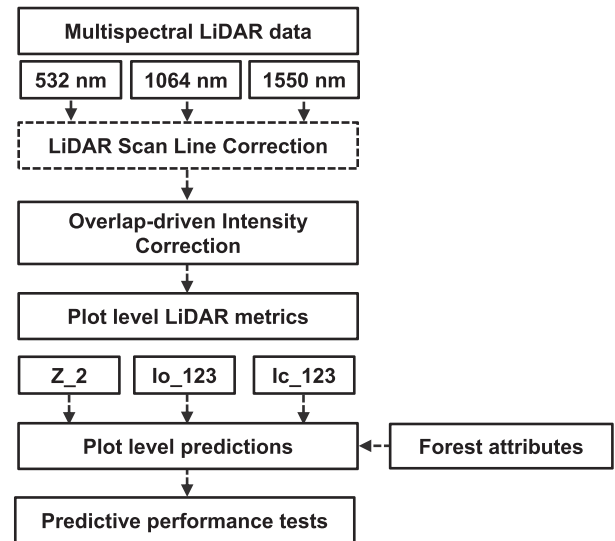 Multispectral LiDAR data
532 nm
1064 nm
1550 nm
LiDAR Scan Line Correction
Overlap-driven Intensity
Correction
Plot level LiDAR metrics
Z_2
Io_123
Ic_123
Plot level predictions
Forest attributes
Predictive performance tests